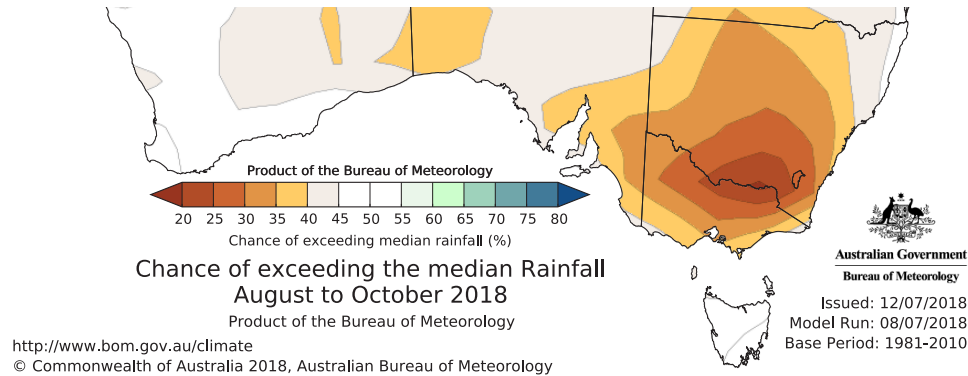 Product of the Bureau of Meteorology
20 25 30 35 40 45 50 55 60 65 70 75 80
Chance of exceeding median rainfall (%)
Chance of exceeding the median Rainfall
August to October 2018
Product of the Bureau of Meteorology
http://www.bom.gov.au/climate
© Commonwealth of Australia 2018, Australian Bureau of Meteorology
Australian Government
Bureau of Meteorology
Issued: 12/07/2018
Model Run: 08/07/2018
Base Period: 1981-2010